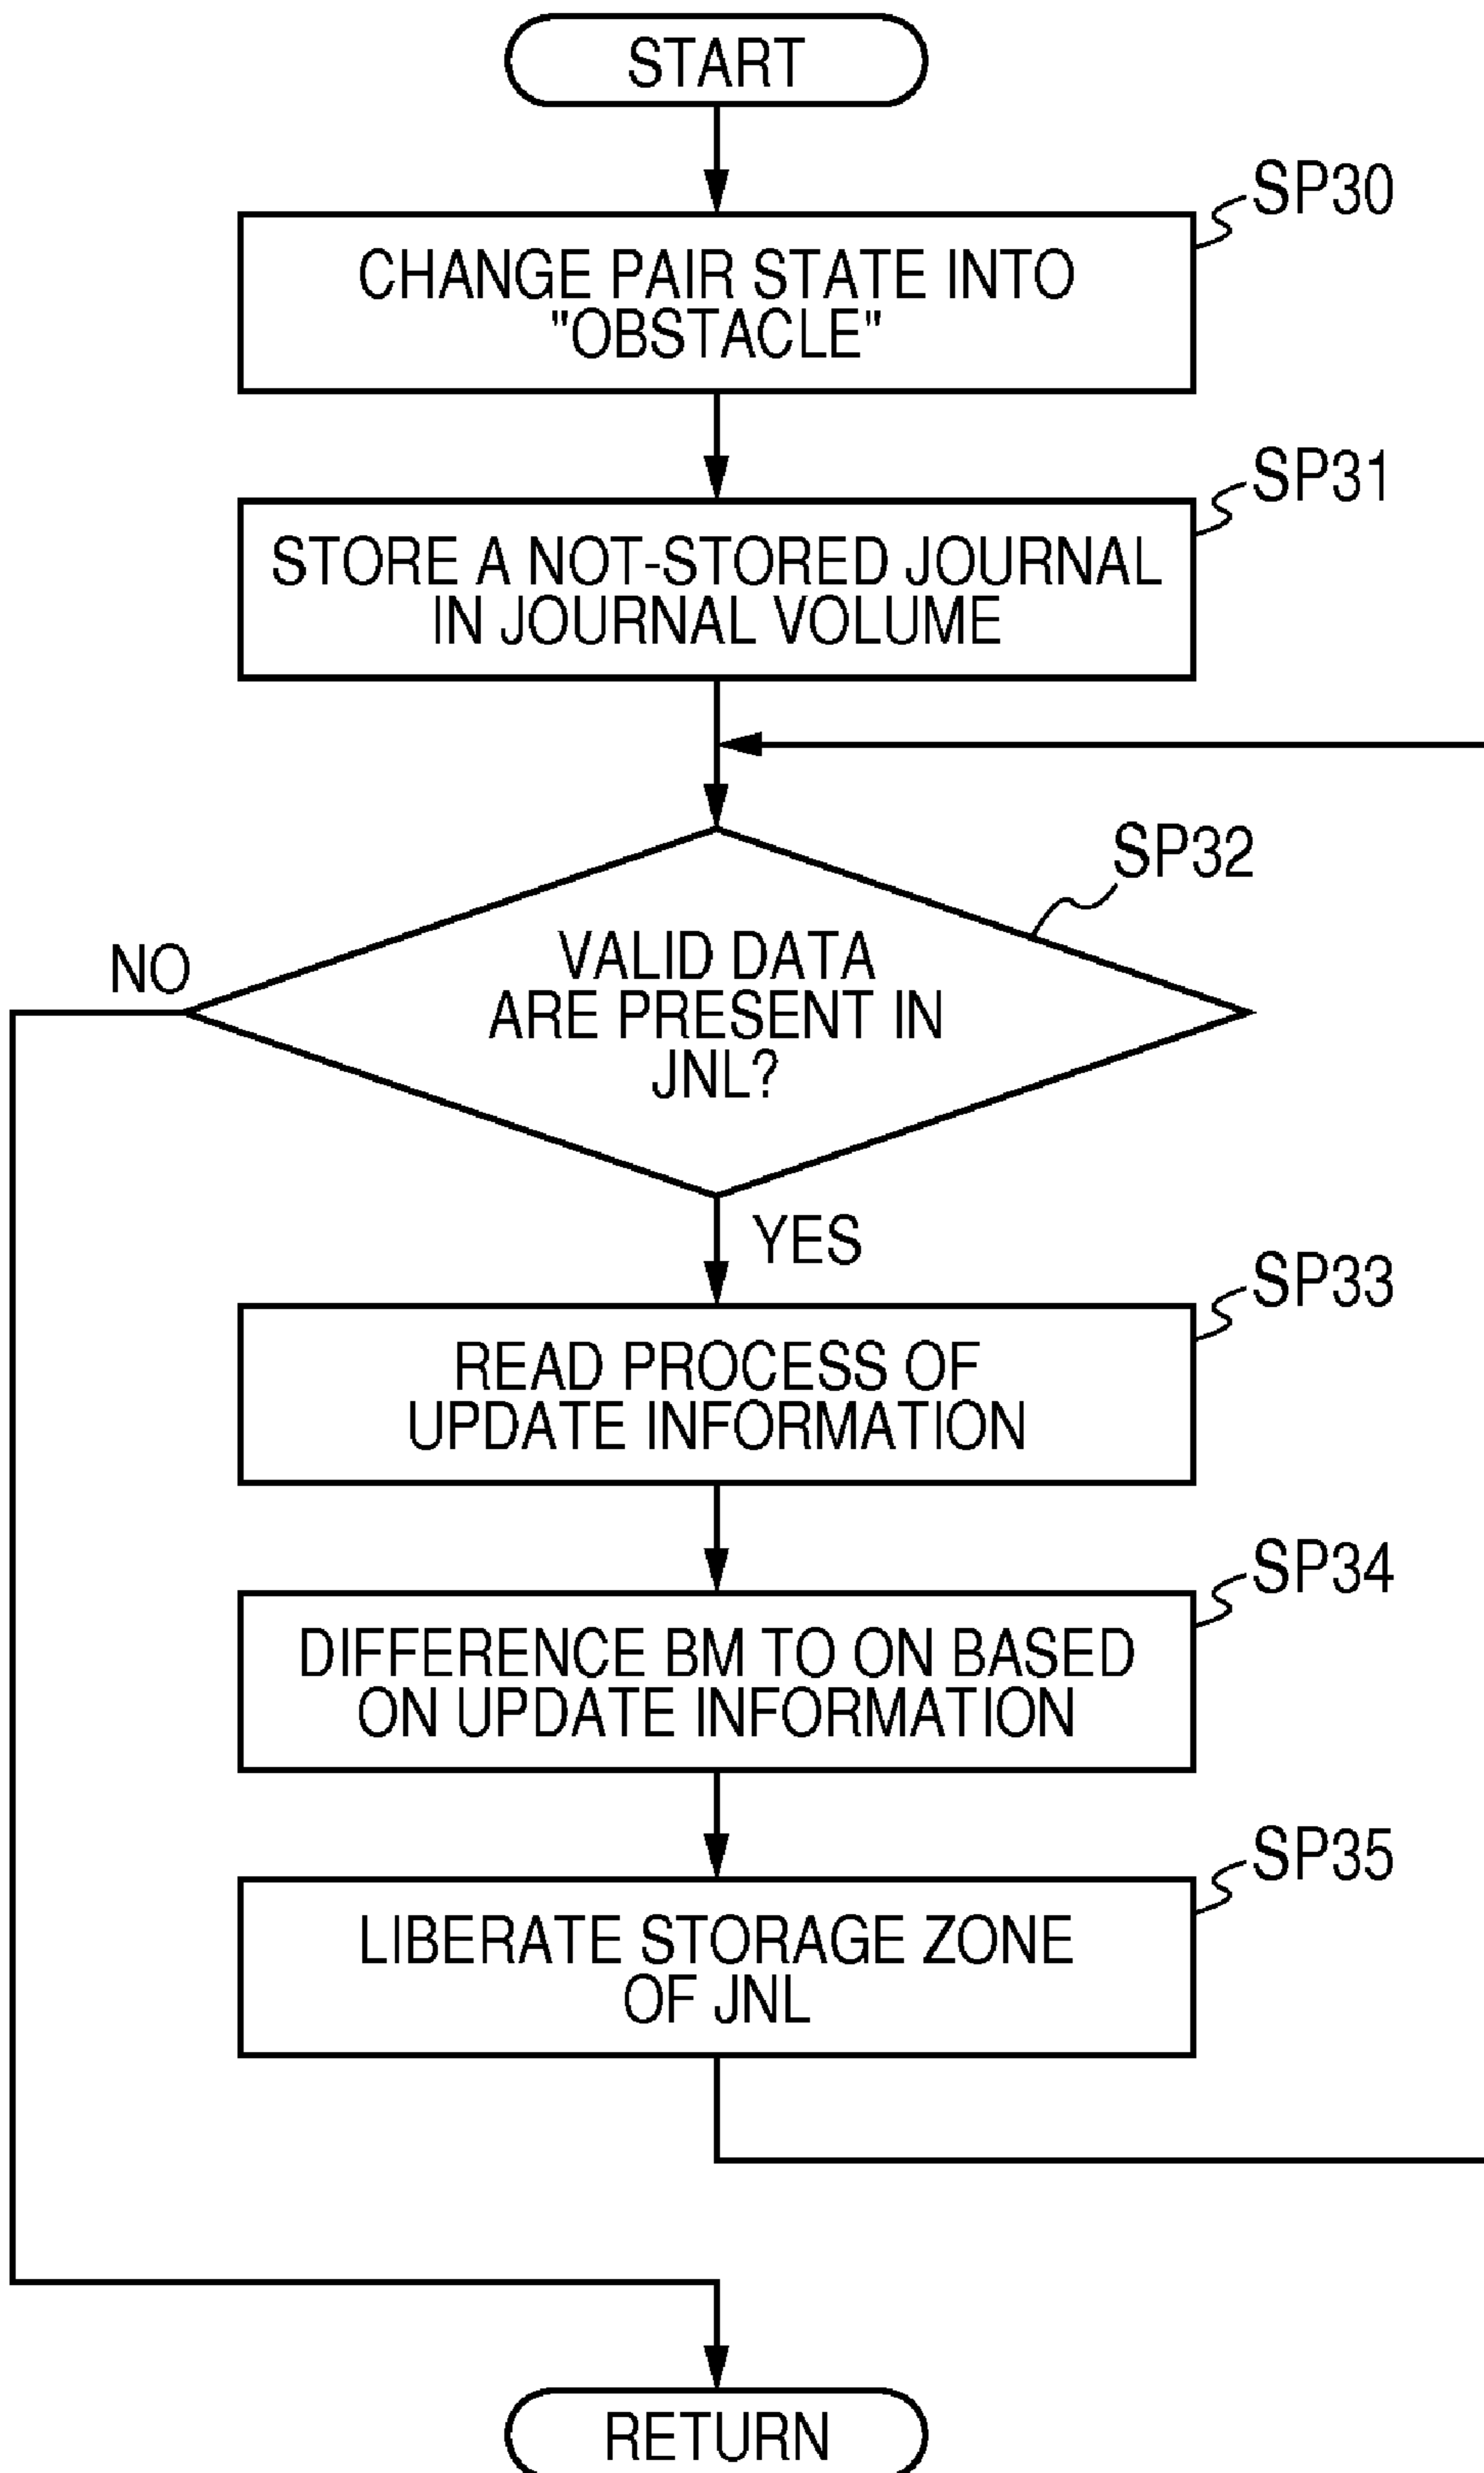 START
SP30
CHANGE PAIR STATE INTO
"OBSTACLE"
SP31
STORE A NOT-STORED JOURNAL
IN JOURNAL VOLUME
SP32
NO
VALID DATA
ARE PRESENT IN
JNL?
YES
SP33
READ PROCESS OF
UPDATE INFORMATION
SP34
DIFFERENCE BM TO ON BASED
ON UPDATE INFORMATION
SP35
LIBERATE STORAGE ZONE
OF JNL
RETURN